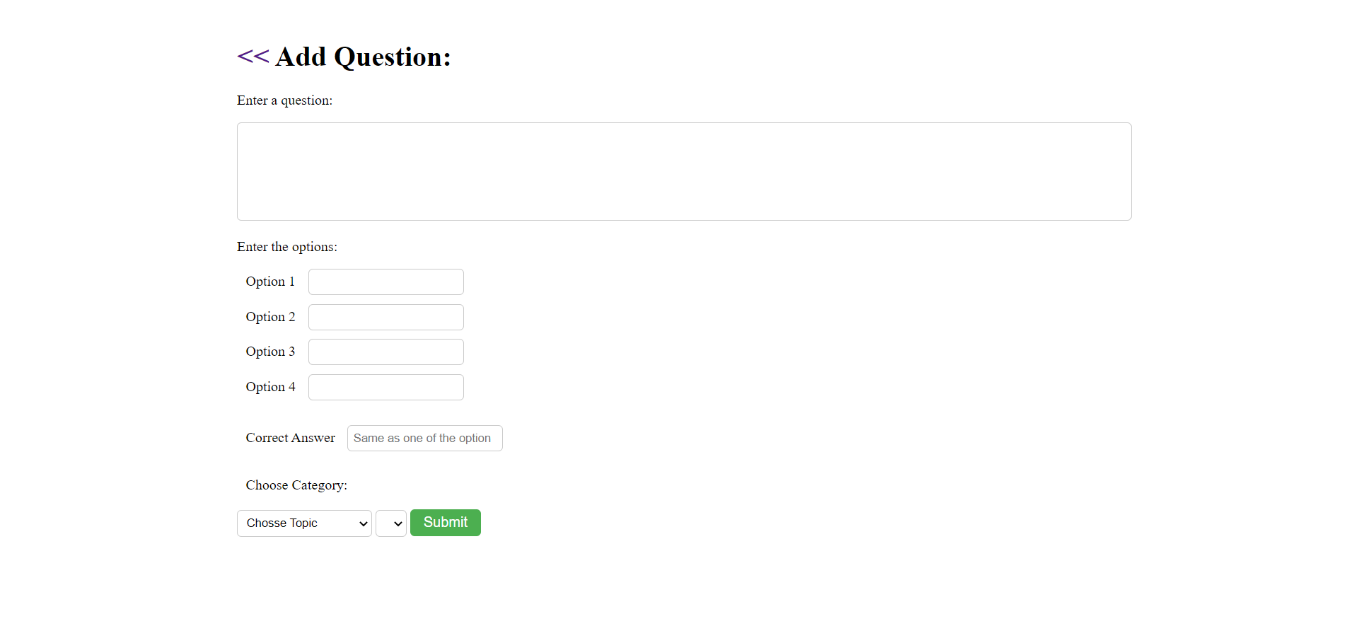 << Add Question:
Enter a question:
Enter the options:
Option 1
Option 2
Option 3
Option 4
Correct Answer Same as one of the option
Choose Category:
Chosse Topic Submit